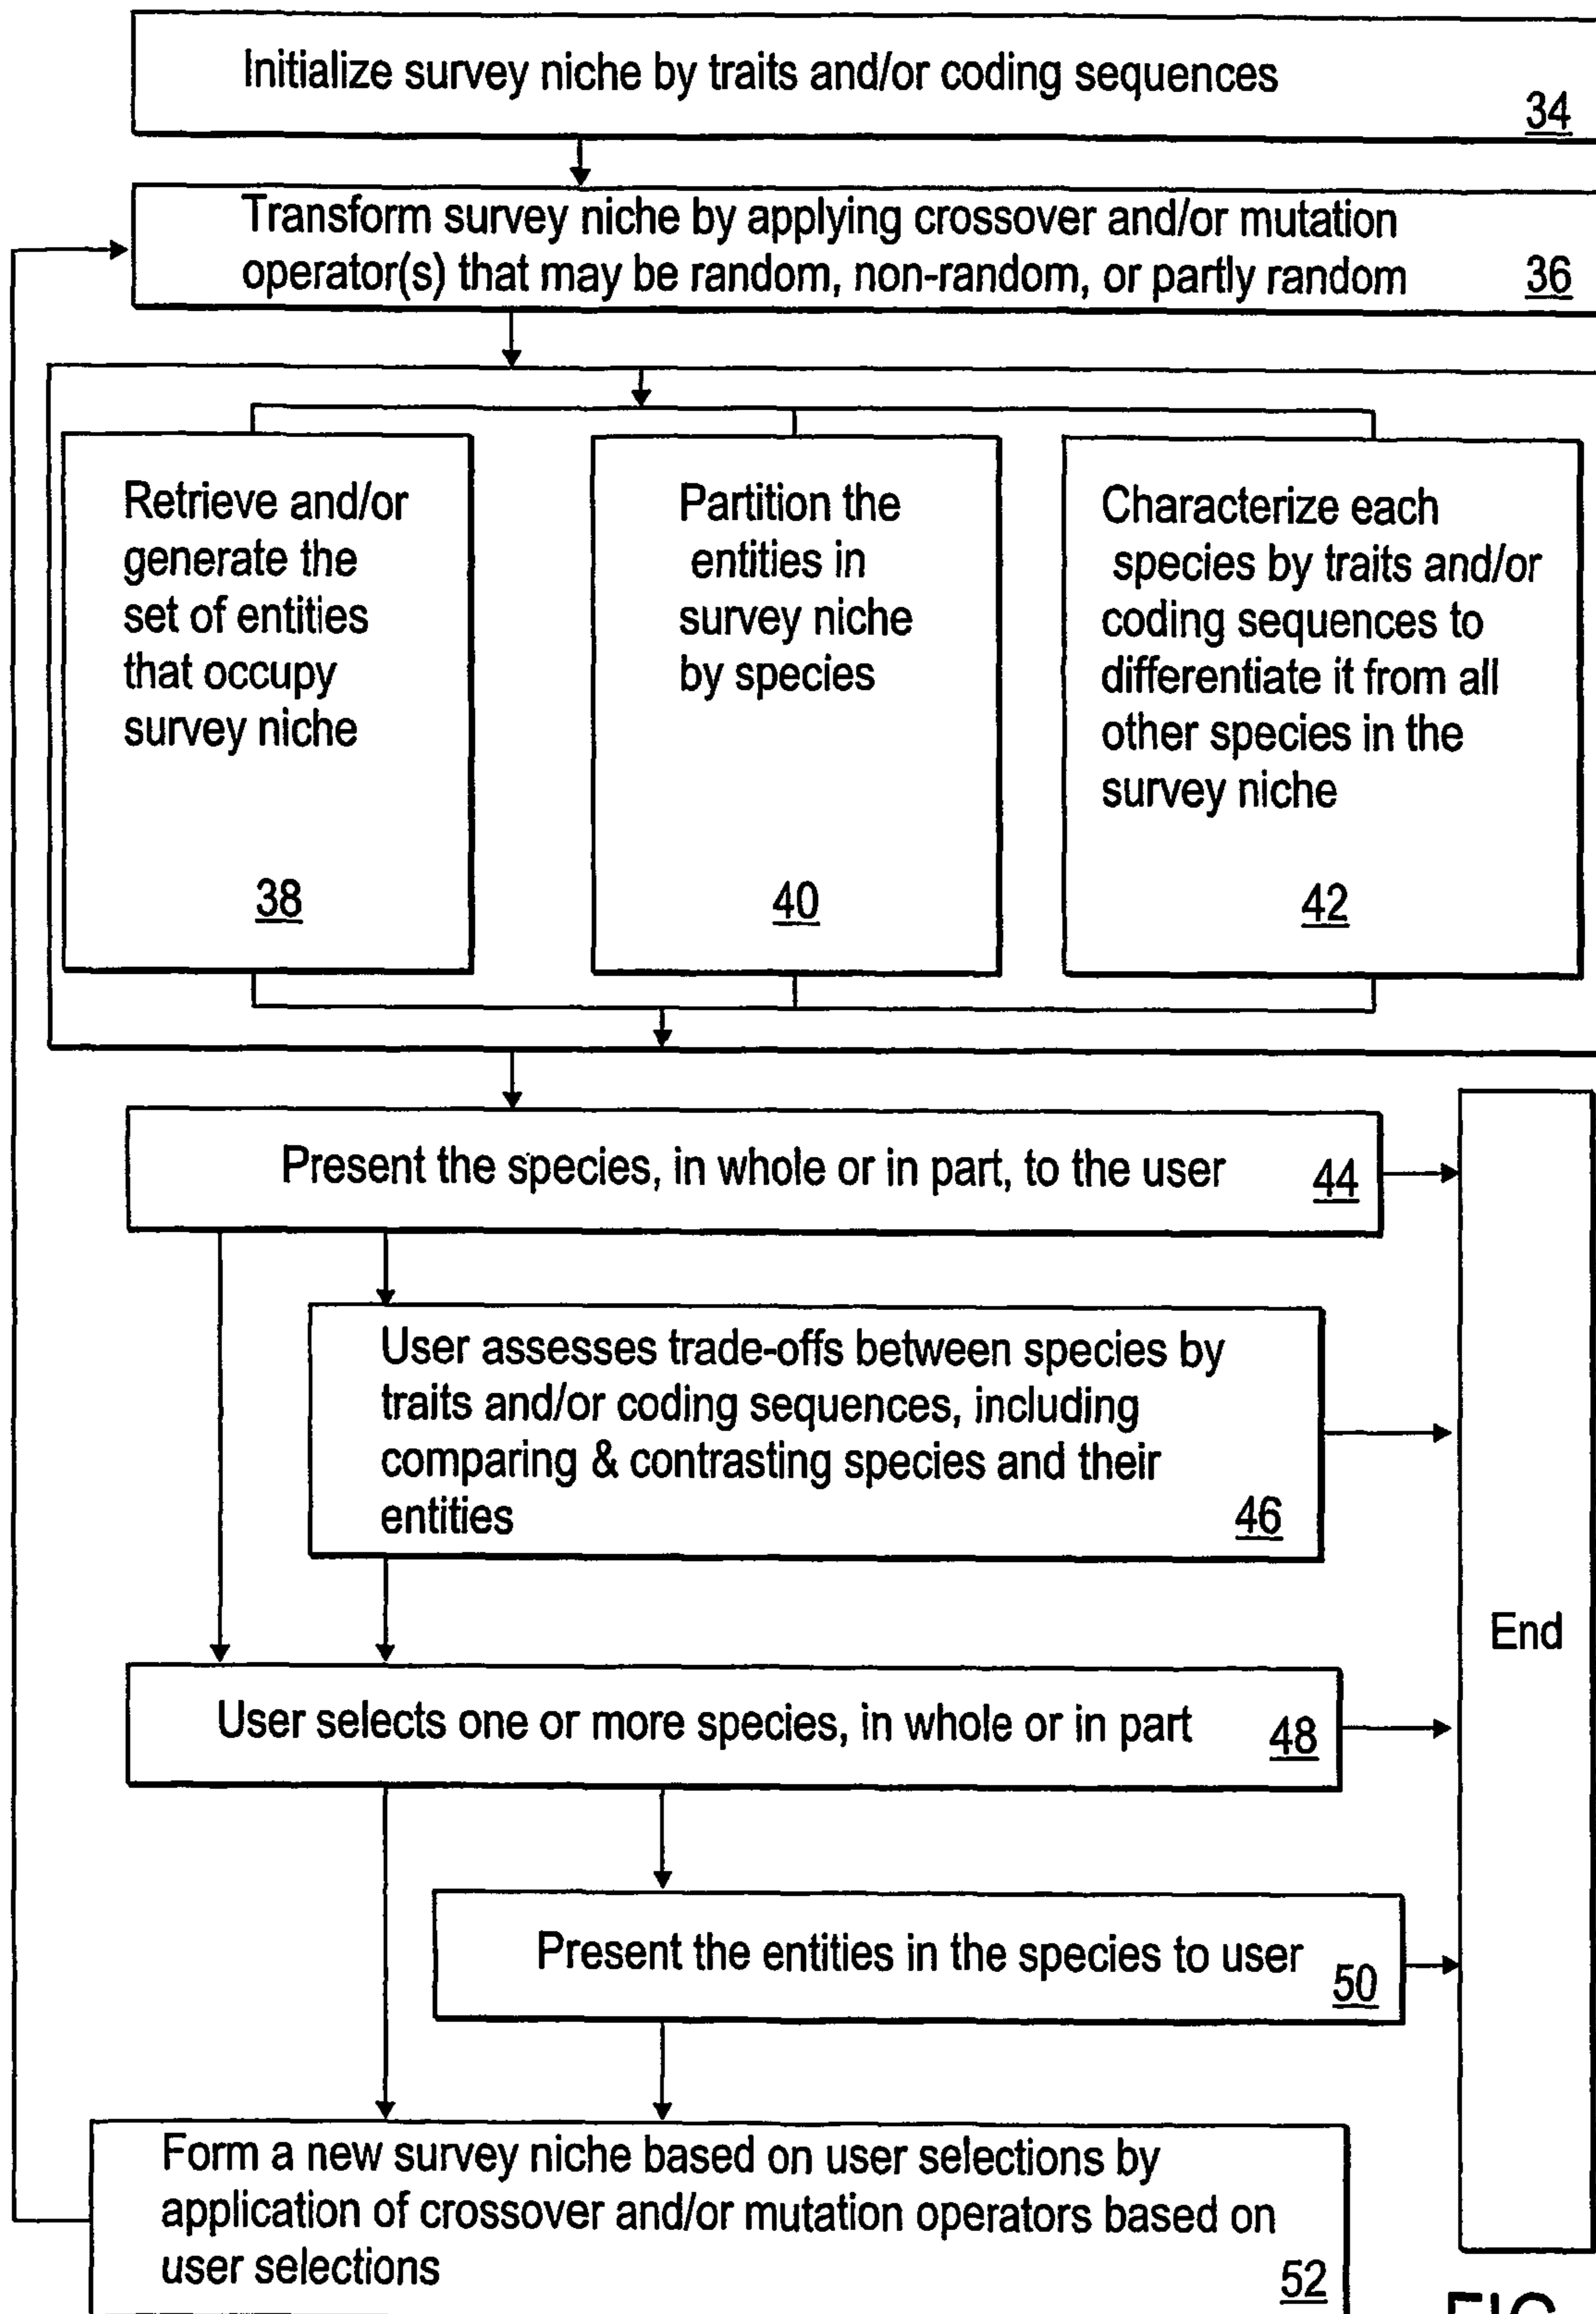 Initialize survey niche by traits and/or coding sequences
34
Transform survey niche by applying crossover and/or mutation
operator(s) that may be random, non-random, or partly random
36
Retrieve and/or
generate the
set of entities
that occupy
survey niche
38
Partition the
entities in
survey niche
by species
40
Characterize each
species by traits and/or
coding sequences to
differentiate it from all
other species in the
survey niche
42
Present the species, in whole or in part, to the user
44
User assesses trade-offs between species by
traits and/or coding sequences, including
comparing & contrasting species and their
entities
46
User selects one or more species, in whole or in part
48
Present the entities in the species to user
50
End
Form a new survey niche based on user selections by
application of crossover and/or mutation operators based on
user selections
52
FIG